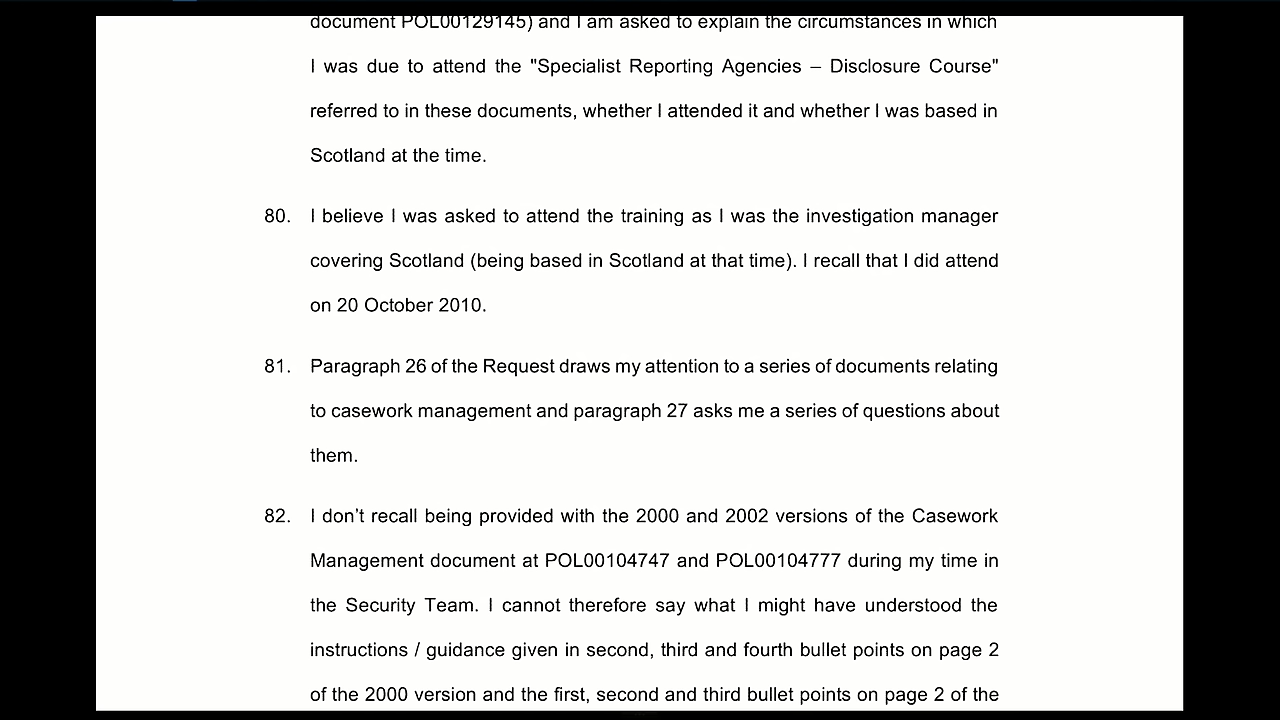 document POL00129145) and I am asked to explain the circumstances in which
I was due to attend the "Specialist Reporting Agencies – Disclosure Course"
referred to in these documents, whether I attended it and whether I was based in
Scotland at the time.
80. I believe I was asked to attend the training as I was the investigation manager
covering Scotland (being based in Scotland at that time). I recall that I did attend
on 20 October 2010.
81. Paragraph 26 of the Request draws my attention to a series of documents relating
to casework management and paragraph 27 asks me a series of questions about
them.
82. I don’t recall being provided with the 2000 and 2002 versions of the Casework
Management document at POL00104747 and POL00104777 during my time in
the Security Team. I cannot therefore say what I might have understood the
instructions / guidance given in second, third and fourth bullet points on page 2
of the 2000 version and the first, second and third bullet points on page 2 of the